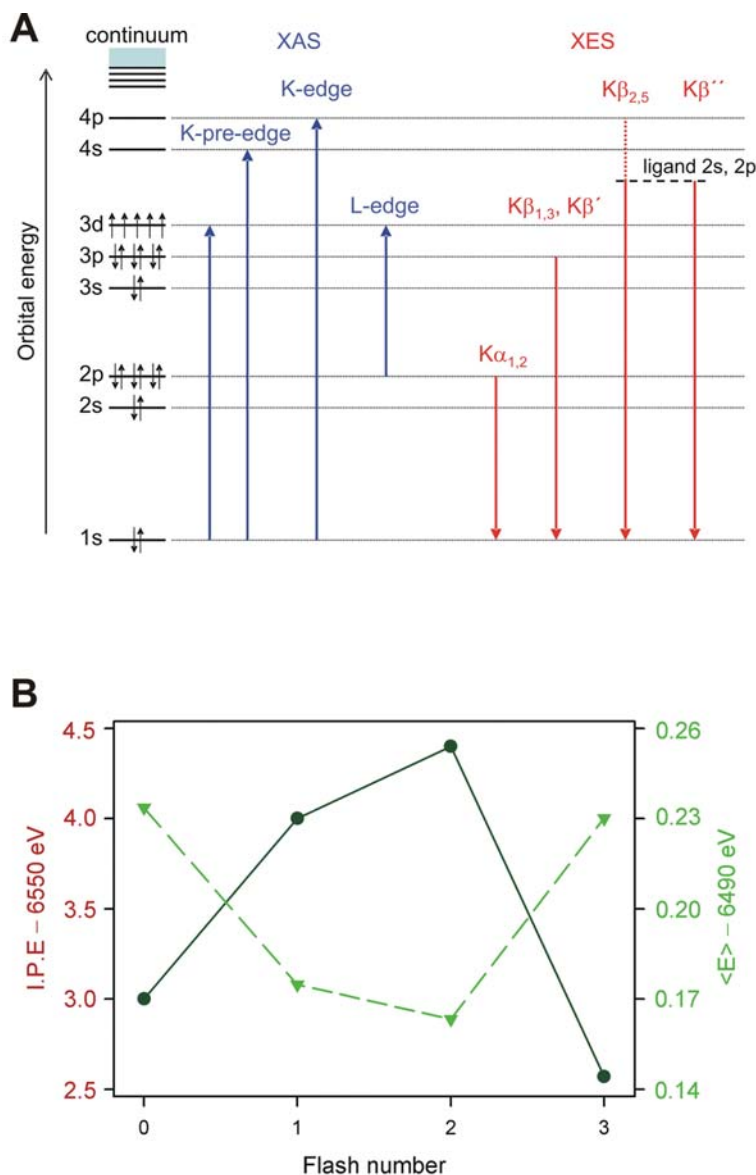 A
continuum
XAS
XES
K-edge
Kβ2,5
Kβ´´
4p
K-pre-edge
4s
ligand 2s, 2p
L-edge
Kβ1,3, Kβ´
3d
3p
3s
Kα1,2
2p
2s
1s
Orbital energy
B
4.5
4.0
3.5
3.0
2.5
I.P.E – 6550 eV
0.26
0.23
0.20
0.17
0.14
<E> – 6490 eV
0
1
2
3
Flash number